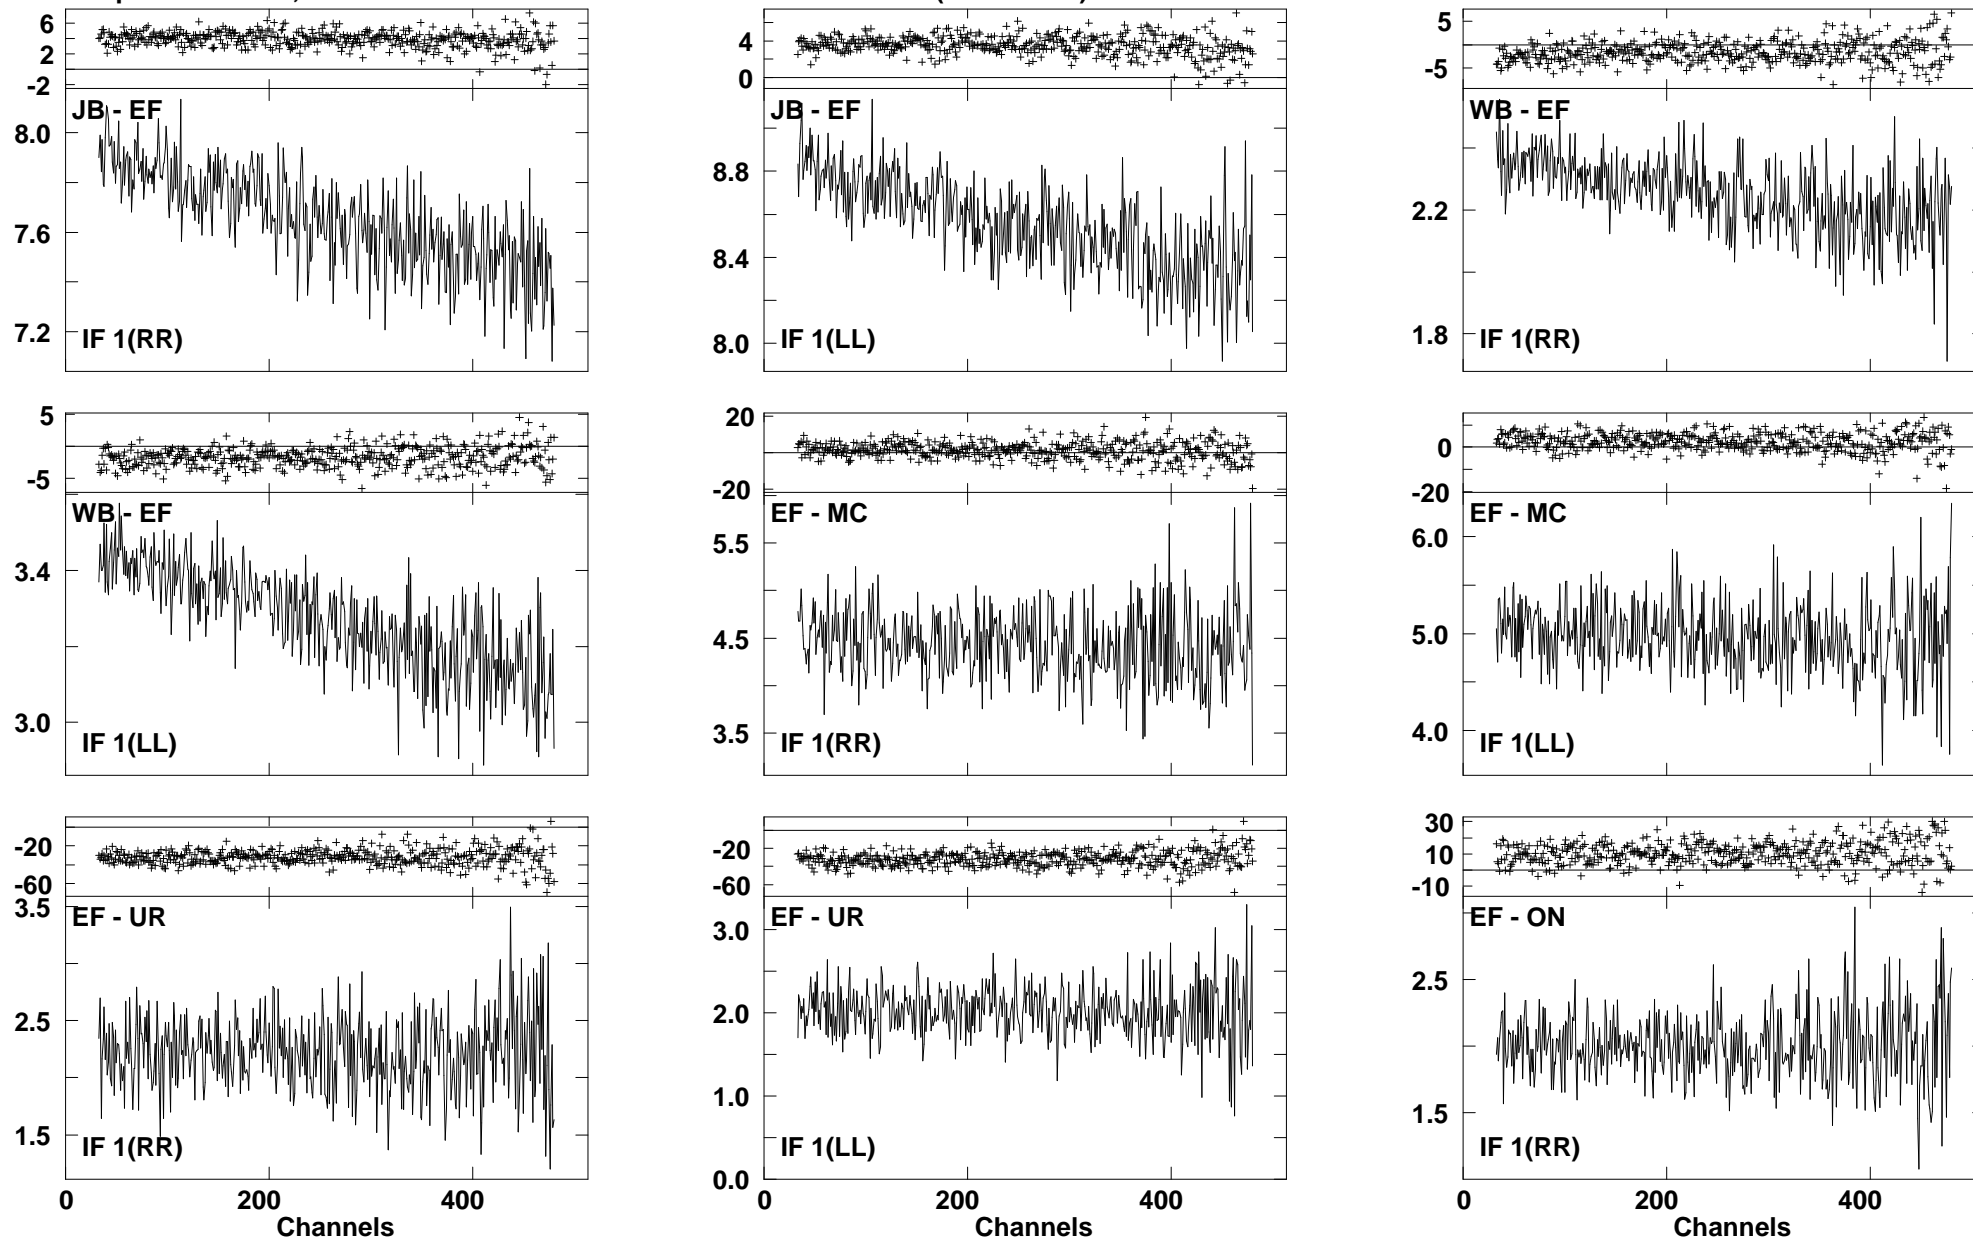 6
2
-2
JB - EF
8.0
7.6
7.2
IF 1(RR)
4
0
JB - EF
8.8
8.4
8.0
IF 1(LL)
5
-5
WB - EF
2.2
1.8
IF 1(RR)
5
-5
WB - EF
3.4
3.0
IF 1(LL)
20
-20
EF - MC
5.5
4.5
3.5
IF 1(RR)
0
-20
EF - MC
6.0
5.0
4.0
IF 1(LL)
-20
-60
3.5
EF - UR
2.5
1.5
IF 1(RR)
0 200 400
Channels
-20
-60
EF - UR
3.0
2.0
1.0
0.0
IF 1(LL)
0 200 400
Channels
30
10
-10
EF - ON
2.5
1.5
IF 1(RR)
0 200 400
Channels